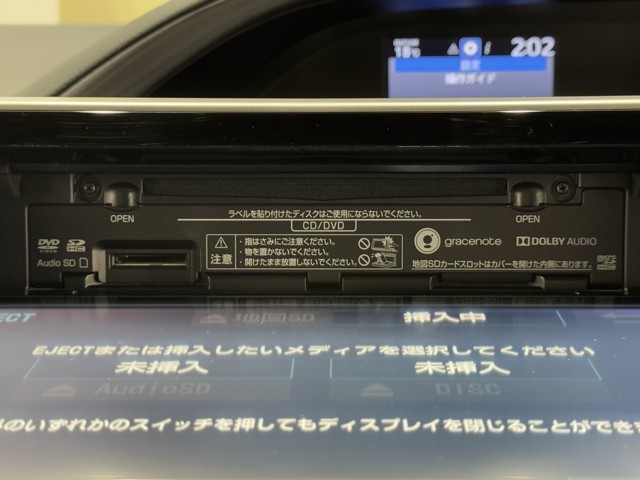 18℃
2:02
設定
操作ガイド
OPEN
ラベルを貼り付けたディスクはご使用にならないでください。
OPEN
CD/DVD
DVD
VIDEO
SD
Audio SD
注意
・指はさみにご注意ください。
・物を置かないでください。
・開けたまま放置しないでください。
gracenote
DOLBY AUDIO
地図SDカードスロットはカバーを開けた内側にあります。
ECT
地図SD
挿入中
EJECTまたは挿入したいメディアを選択してください
未挿入
未挿入
AudioSD
DISC
のいずれかのスイッチを押してもディスプレイを閉じることができま